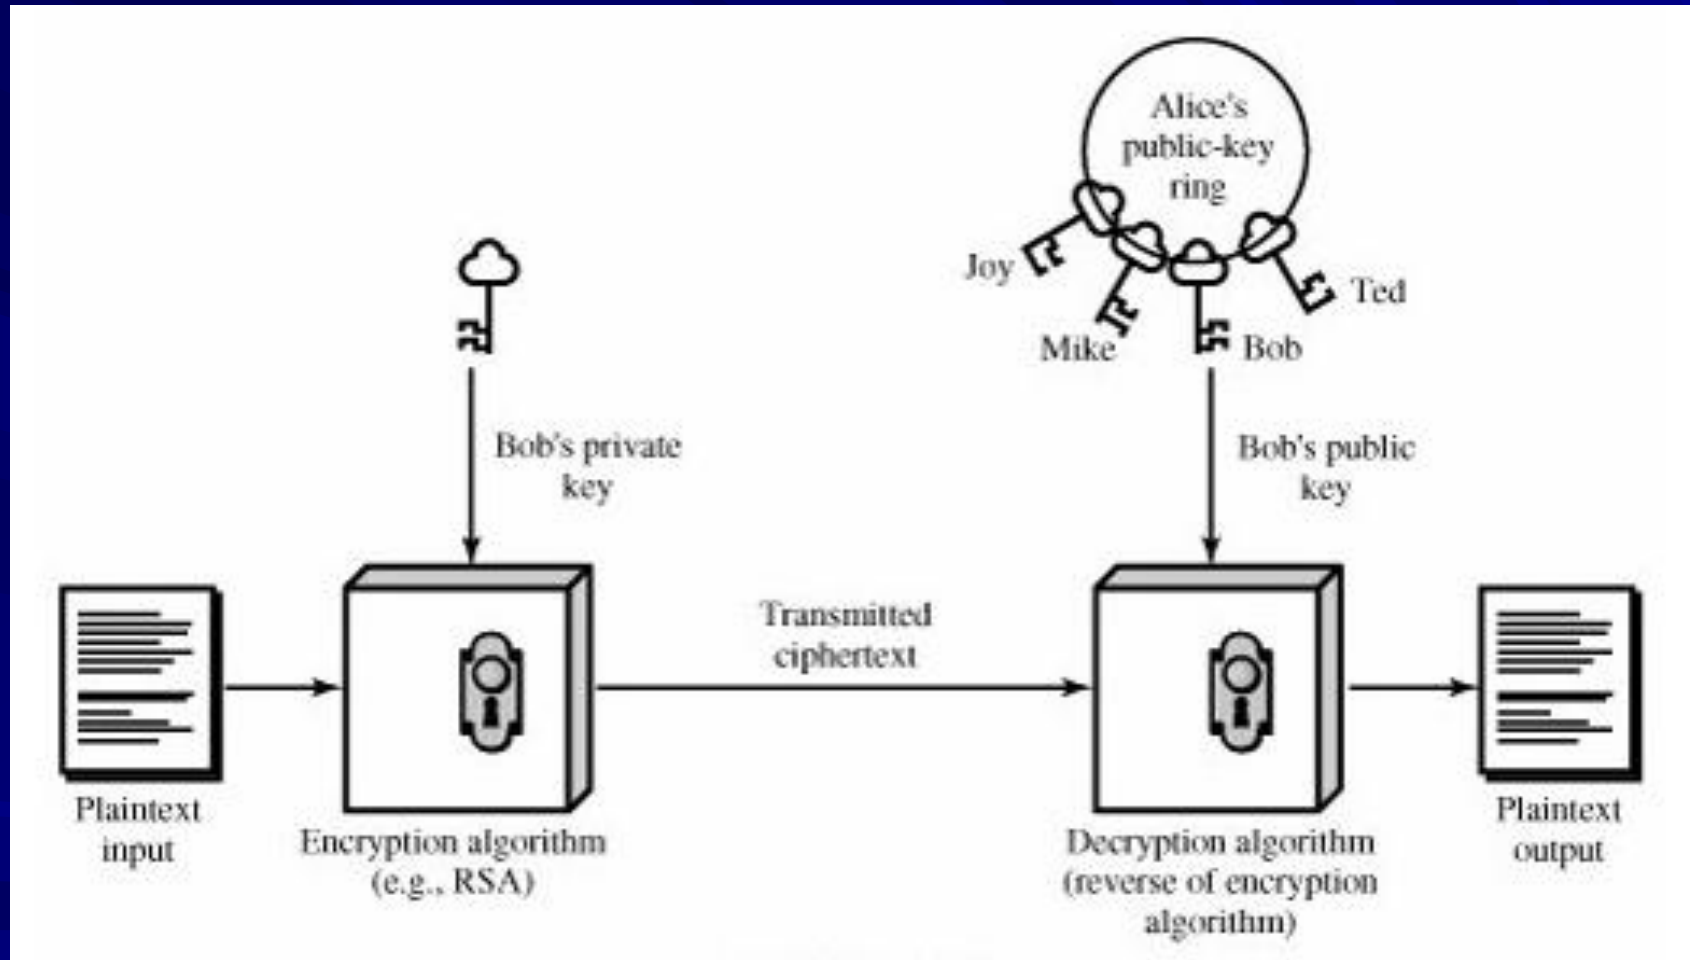 Alice's
public-key
ring
Joy
Ted
Mike
Bob
Bob's private
key
Bob's public
key
Transmitted
ciphertext
Plaintext
input
Encryption algorithm
(e.g., RSA)
Decryption algorithm
(reverse of encryption
algorithm)
Plaintext
output